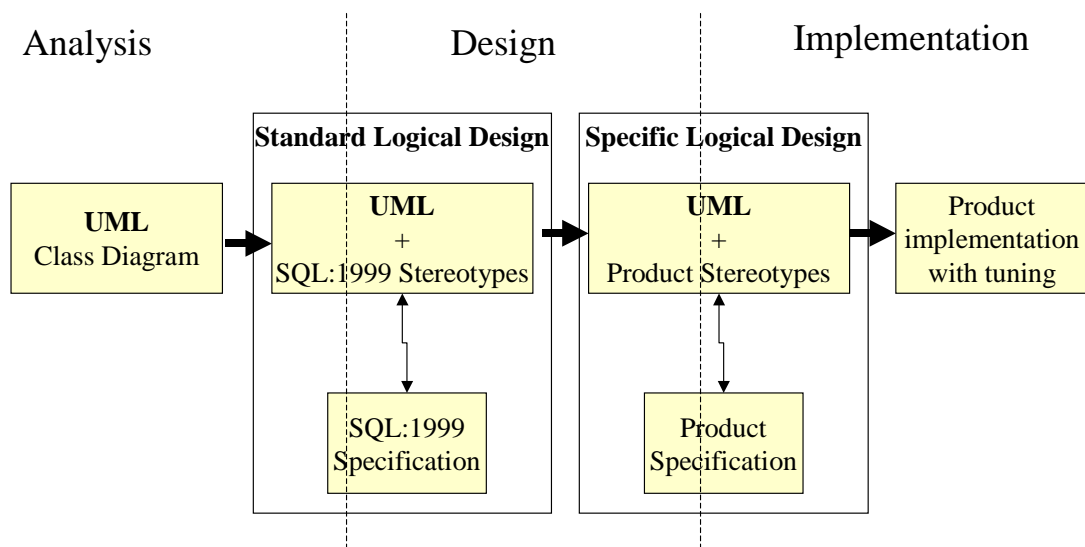 Analysis
Design
Implementation
Standard Logical Design
Specific Logical Design
UML
Class Diagram
UML
+
SQL:1999 Stereotypes
UML
+
Product Stereotypes
Product
implementation
with tuning
SQL:1999
Specification
Product
Specification